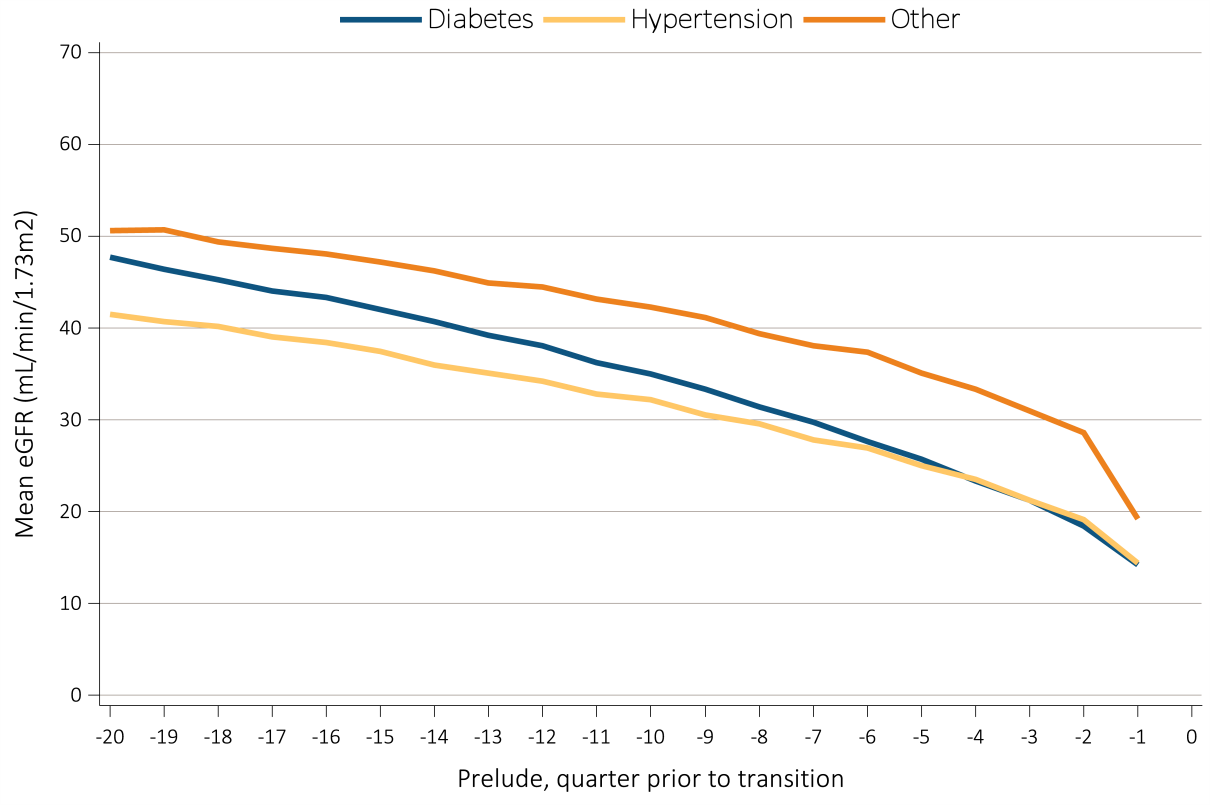 Diabetes Hypertension Other
70
60
50
40
30
20
10
0
Mean eGFR (mL/min/1.73m2)
-20 -19 -18 -17 -16 -15 -14 -13 -12 -11 -10 -9 -8 -7 -6 -5 -4 -3 -2 -1 0
Prelude, quarter prior to transition